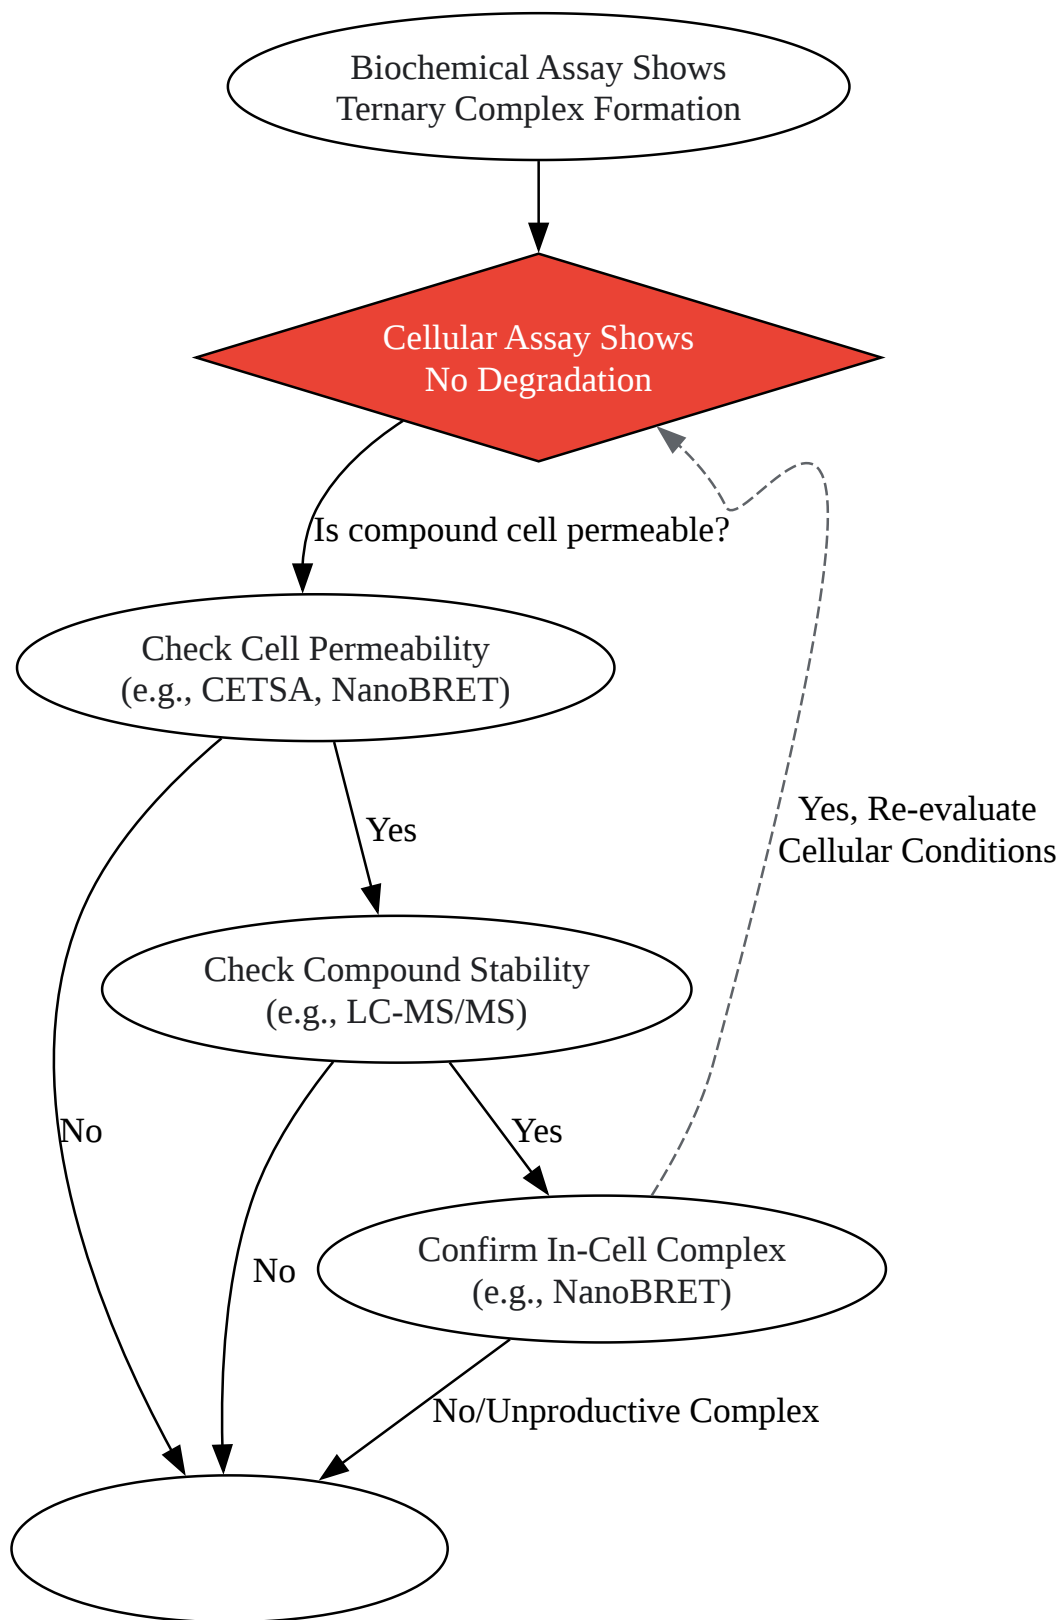 Biochemical Assay Shows
Ternary Complex Formation
Cellular Assay Shows
No Degradation
Is compound cell permeable?
Check Cell Permeability
(e.g., CETSA, NanoBRET)
Yes
Yes, Re-evaluate
Cellular Conditions
Check Compound Stability
(e.g., LC-MS/MS)
No
Yes
No
Confirm In-Cell Complex
(e.g., NanoBRET)
No/Unproductive Complex